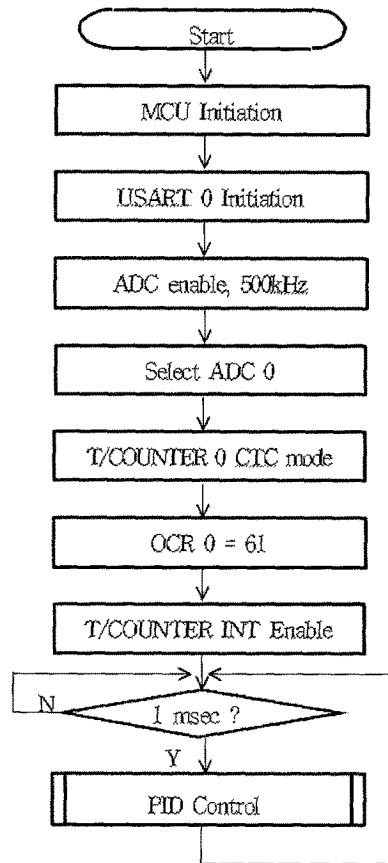 Start
MCU Initiation
USART 0 Initiation
ADC enable, 500kHz
Select ADC 0
T/COUNTER 0 CTC mode
OCR 0 = 61
T/COUNTER INT Enable
N
1 msec ?
Y
PID Control